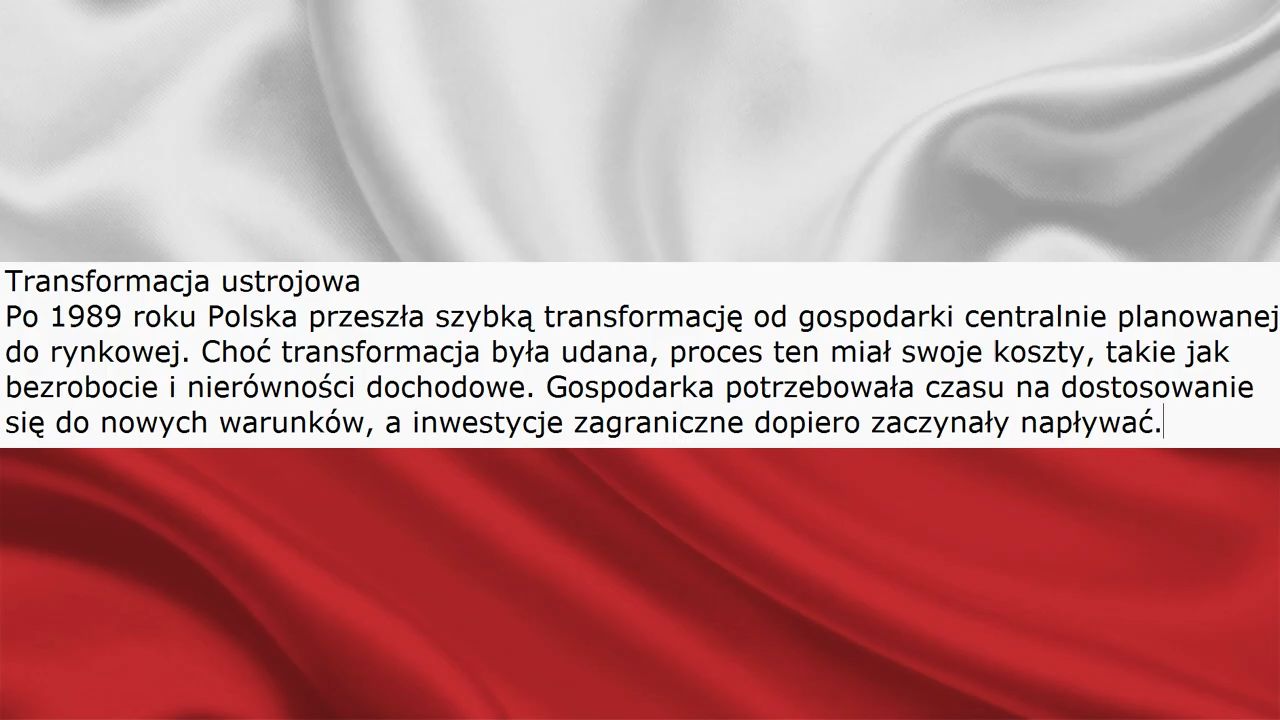 Transformacja ustrojowa
Po 1989 roku Polska przeszła szybką transformację od gospodarki centralnie planowanej
do rynkowej. Choć transformacja była udana, proces ten miał swoje koszty, takie jak
bezrobocie i nierówności dochodowe. Gospodarka potrzebowała czasu na dostosowanie
się do nowych warunków, a inwestycje zagraniczne dopiero zaczynały napływać.